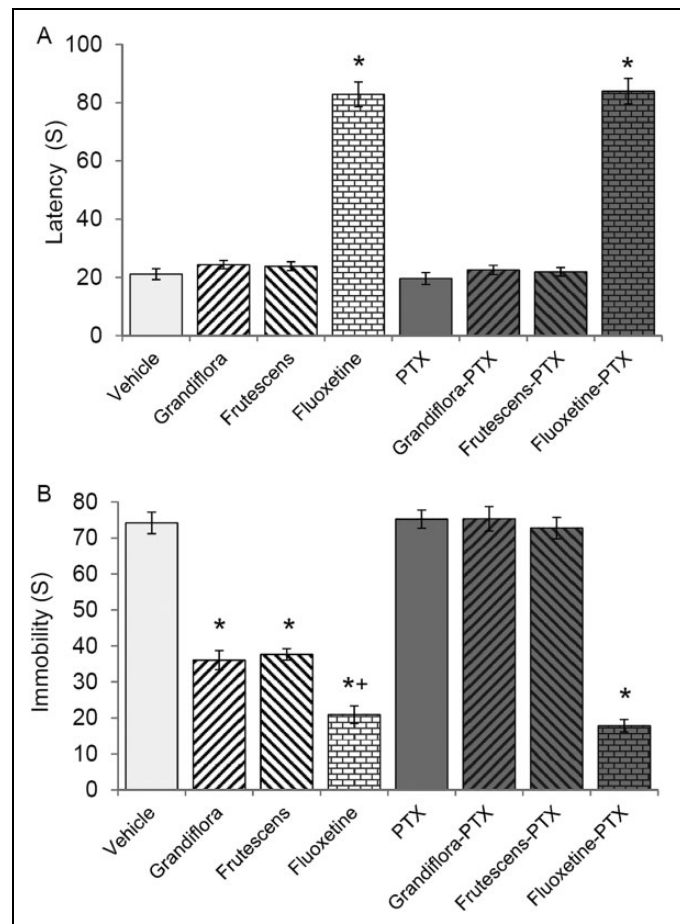 A
100
80
60
40
20
0
Latency (S)
*
*
Vehicle
Grandiflora
Frutescens
Fluoxetine
PTX
Grandiflora-PTX
Frutescens-PTX
Fluoxetine-PTX
B
80
70
60
50
40
30
20
10
0
Immobility (S)
*
*
*+
*
Vehicle
Grandiflora
Frutescens
Fluoxetine
PTX
Grandiflora-PTX
Frutescens-PTX
Fluoxetine-PTX